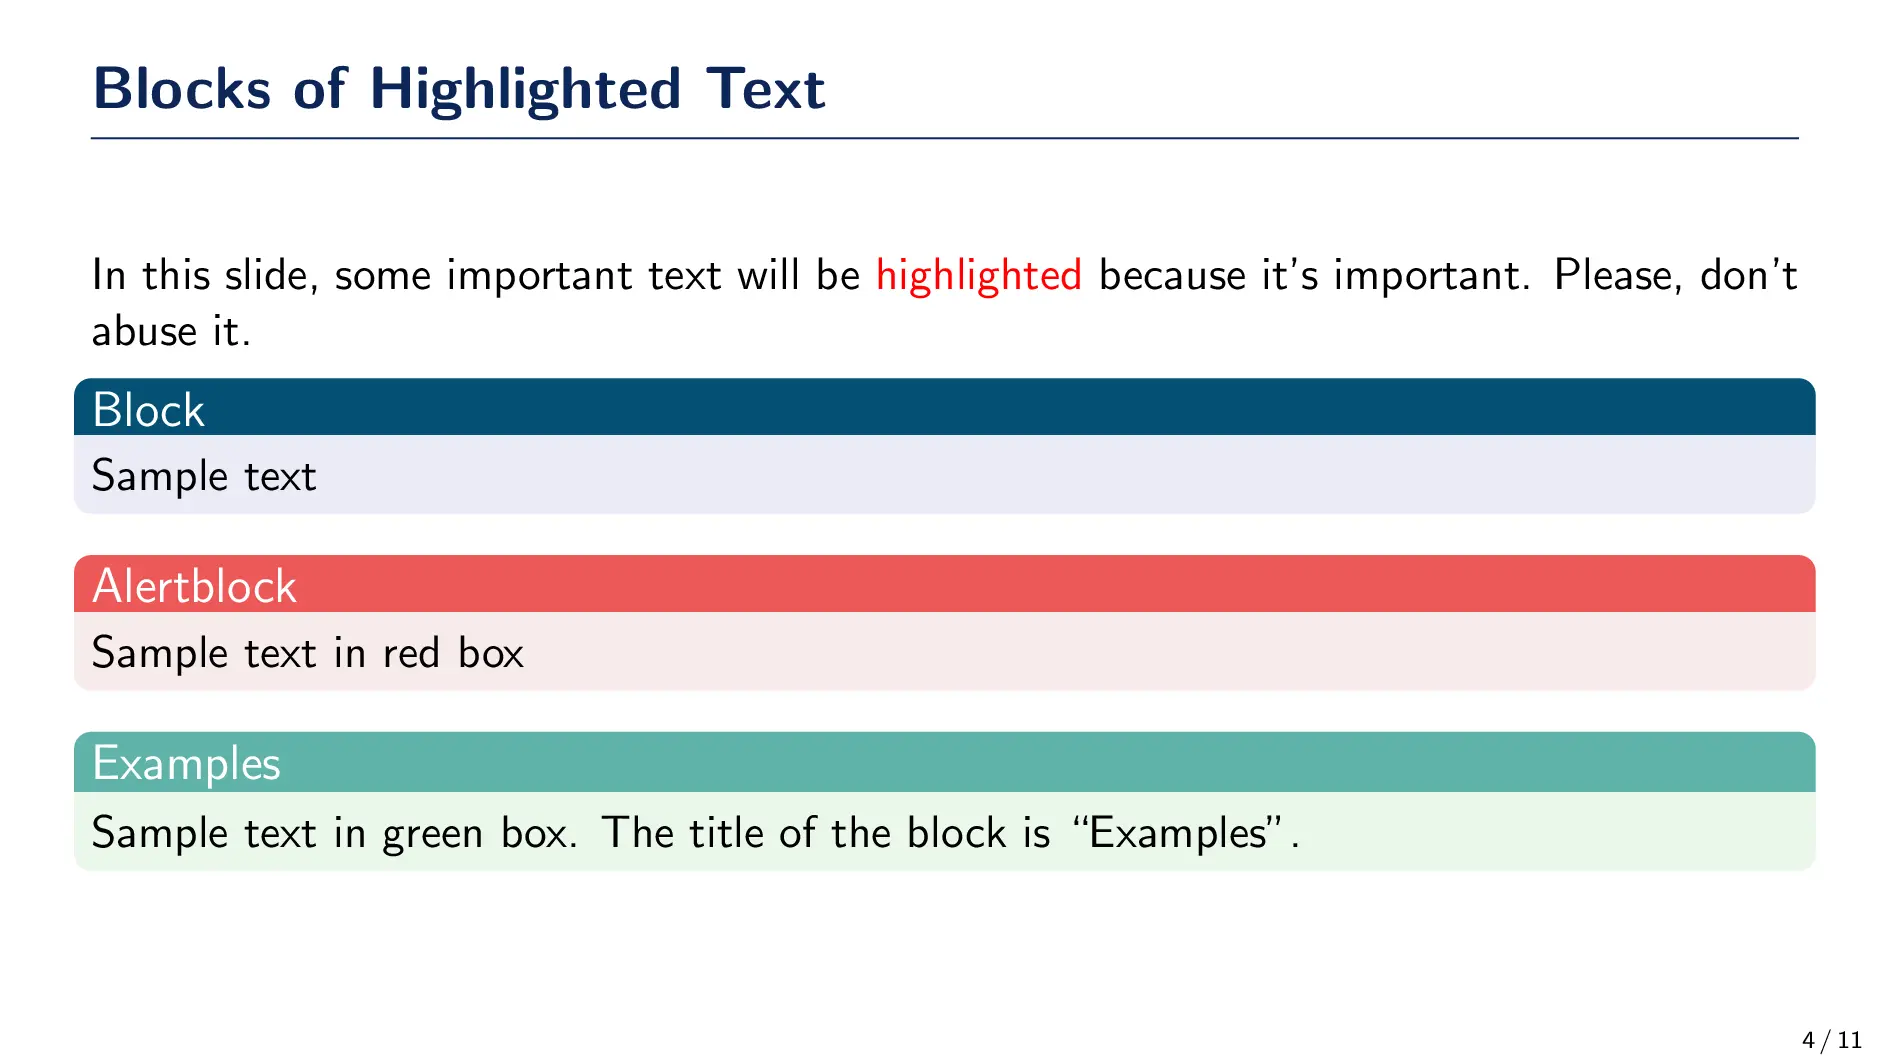 Blocks of Highlighted Text
In this slide, some important text will be highlighted because it’s important. Please, don’t
abuse it.
Block
Sample text
Alertblock
Sample text in red box
Examples
Sample text in green box. The title of the block is “Examples”.
4 / 11